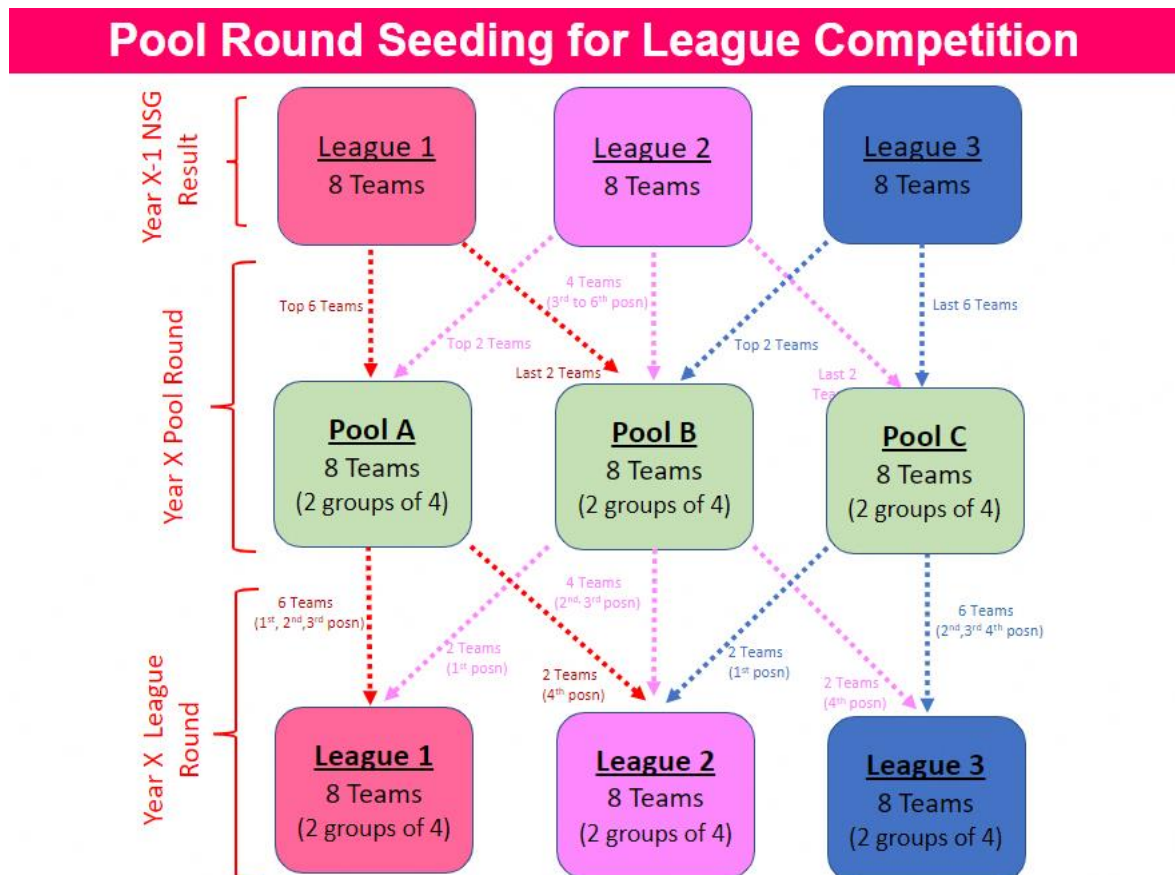 Pool Round Seeding for League Competition
Year X-1 NSG
Result
League 1
8 Teams
League 2
8 Teams
League 3
8 Teams
Year X Pool Round
Top 6 Teams
Top 2 Teams
Last 2 Teams
4 Teams
(3rd to 6th posn)
Top 2 Teams
Last 2
Last 6 Teams
Pool A
8 Teams
(2 groups of 4)
Pool B
8 Teams
(2 groups of 4)
Pool C
8 Teams
(2 groups of 4)
6 Teams
(1st, 2nd,3rd posn)
2 Teams
(1st posn)
2 Teams
(4th posn)
4 Teams
(2nd, 3rd posn)
2 Teams
(1st posn)
2 Teams
(4th posn)
6 Teams
(2nd,3rd 4th posn)
Year X League
Round
League 1
8 Teams
(2 groups of 4)
League 2
8 Teams
(2 groups of 4)
League 3
8 Teams
(2 groups of 4)